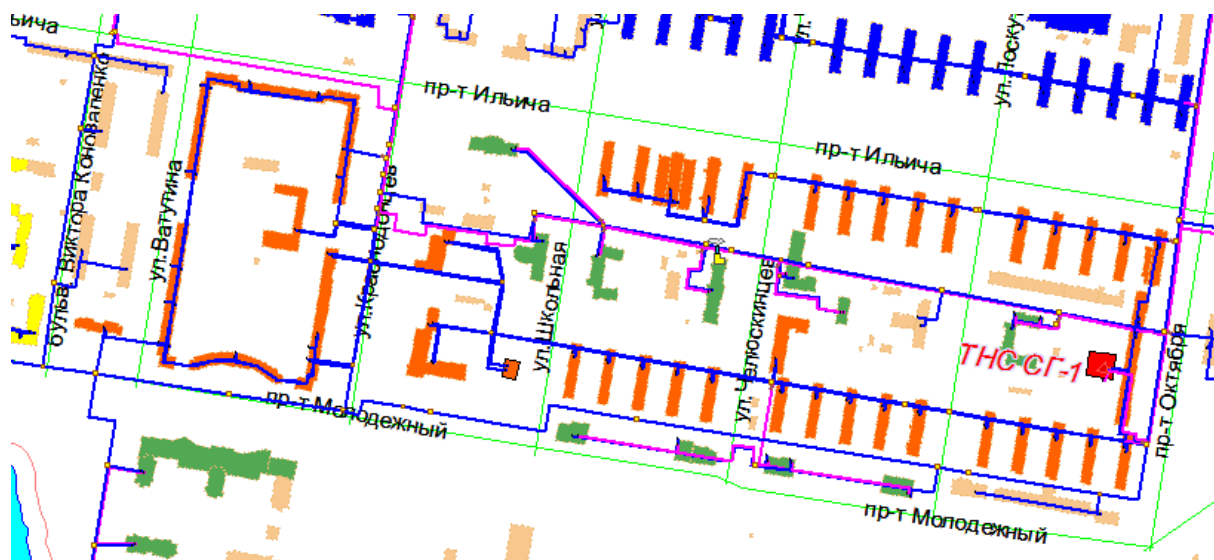 ьича
ул.
ул. Лоску
пр-т Ильича
пр-т Ильича
бульв. Виктора Коноваленко
ул.Ватутина
ул.Краснодонцев
ул. Школьная
ул. Челюскинцев
ТНС СГ-1
пр-т Октября
пр-т Молодежный
пр-т Молодежный